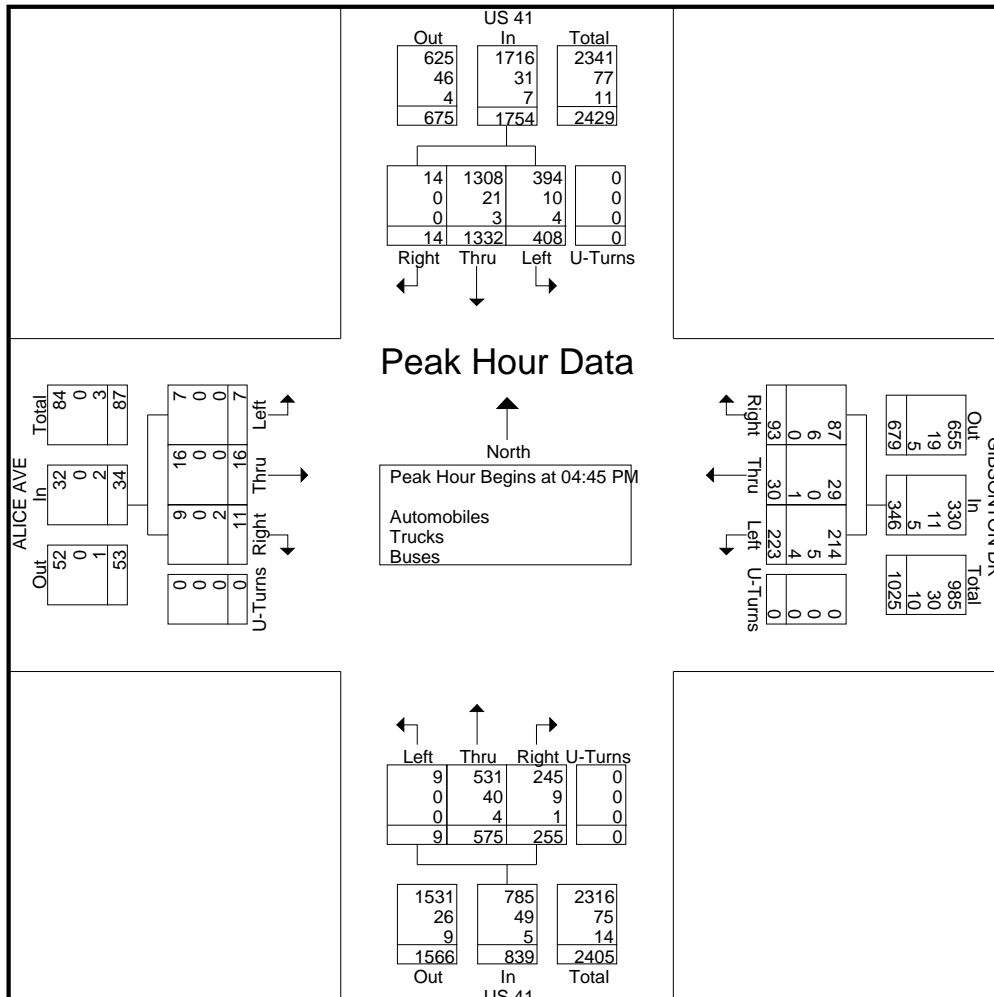 US 41
Out In Total
625 1716 2341
46 31 77
4 7 11
675 1754 2429
14 1308 394 0
0 21 10 0
0 3 4 0
14 1332 408 0
Right Thru Left U-Turns
Peak Hour Data
North
Peak Hour Begins at 04:45 PM
Automobiles
Trucks
Buses
ALICE AVE
Out In Total
52 32 84
0 0 0
1 2 3
53 34 87
U-Turns Right Thru Left
0 9 16 7
0 0 0 0
0 2 0 0
0 11 16 7
Right Thru Left U-Turns
87 29 214 0
6 0 5 0
0 1 4 0
93 30 223 0
GIBSONTON DR
Out In Total
655 330 985
19 11 30
5 5 10
679 346 1025
Left Thru Right U-Turns
9 531 245 0
0 40 9 0
0 4 1 0
9 575 255 0
1531 785 2316
26 49 75
9 5 14
1566 839 2405
Out In Total
US 41